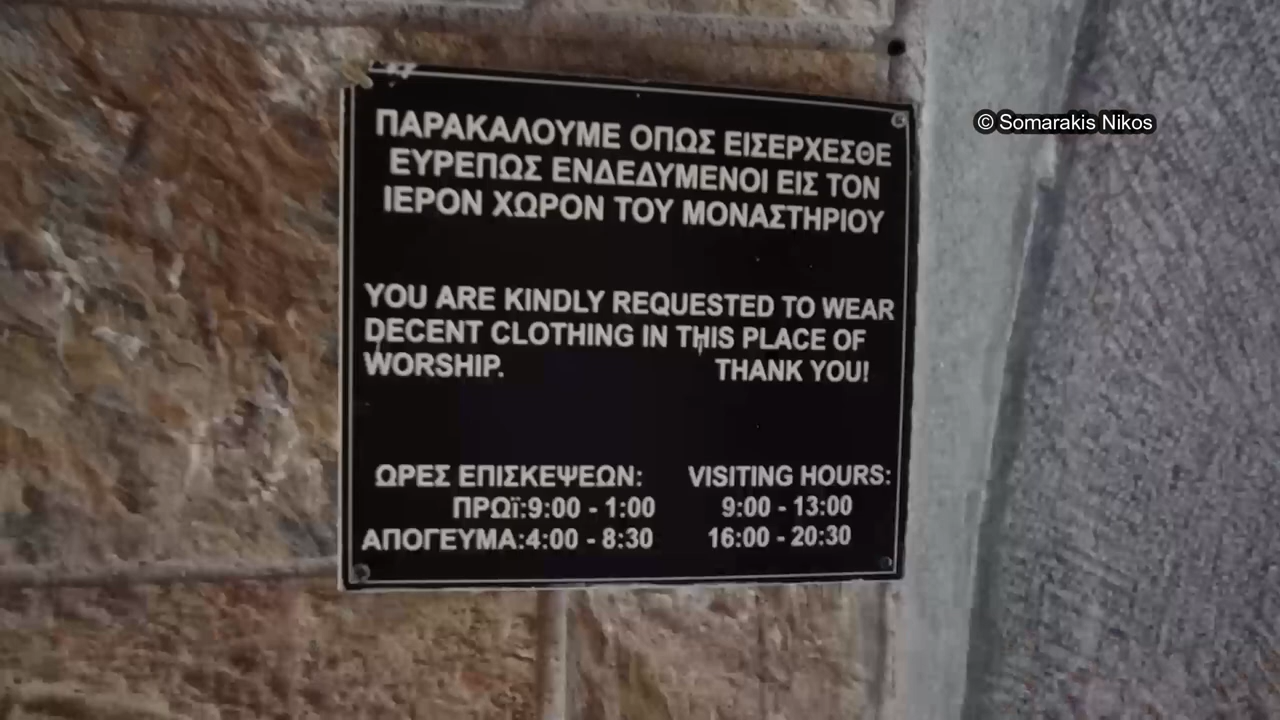 ΠΑΡΑΚΑΛΟΥΜΕ ΟΠΩΣ ΕΙΣΕΡΧΕΣΘΕ
ΕΥΡΕΠΩΣ ΕΝΔΕΔΥΜΕΝΟΙ ΕΙΣ ΤΟΝ
ΙΕΡΟΝ ΧΩΡΟΝ ΤΟΥ ΜΟΝΑΣΤΗΡΙΟΥ
YOU ARE KINDLY REQUESTED TO WEAR
DECENT CLOTHING IN THIS PLACE OF
WORSHIP. THANK YOU!
ΩΡΕΣ ΕΠΙΣΚΕΨΕΩΝ: VISITING HOURS:
ΠΡΩϊ:9:00 - 1:00 9:00 - 13:00
ΑΠΟΓΕΥΜΑ:4:00 - 8:30 16:00 - 20:30
© Somarakis Nikos